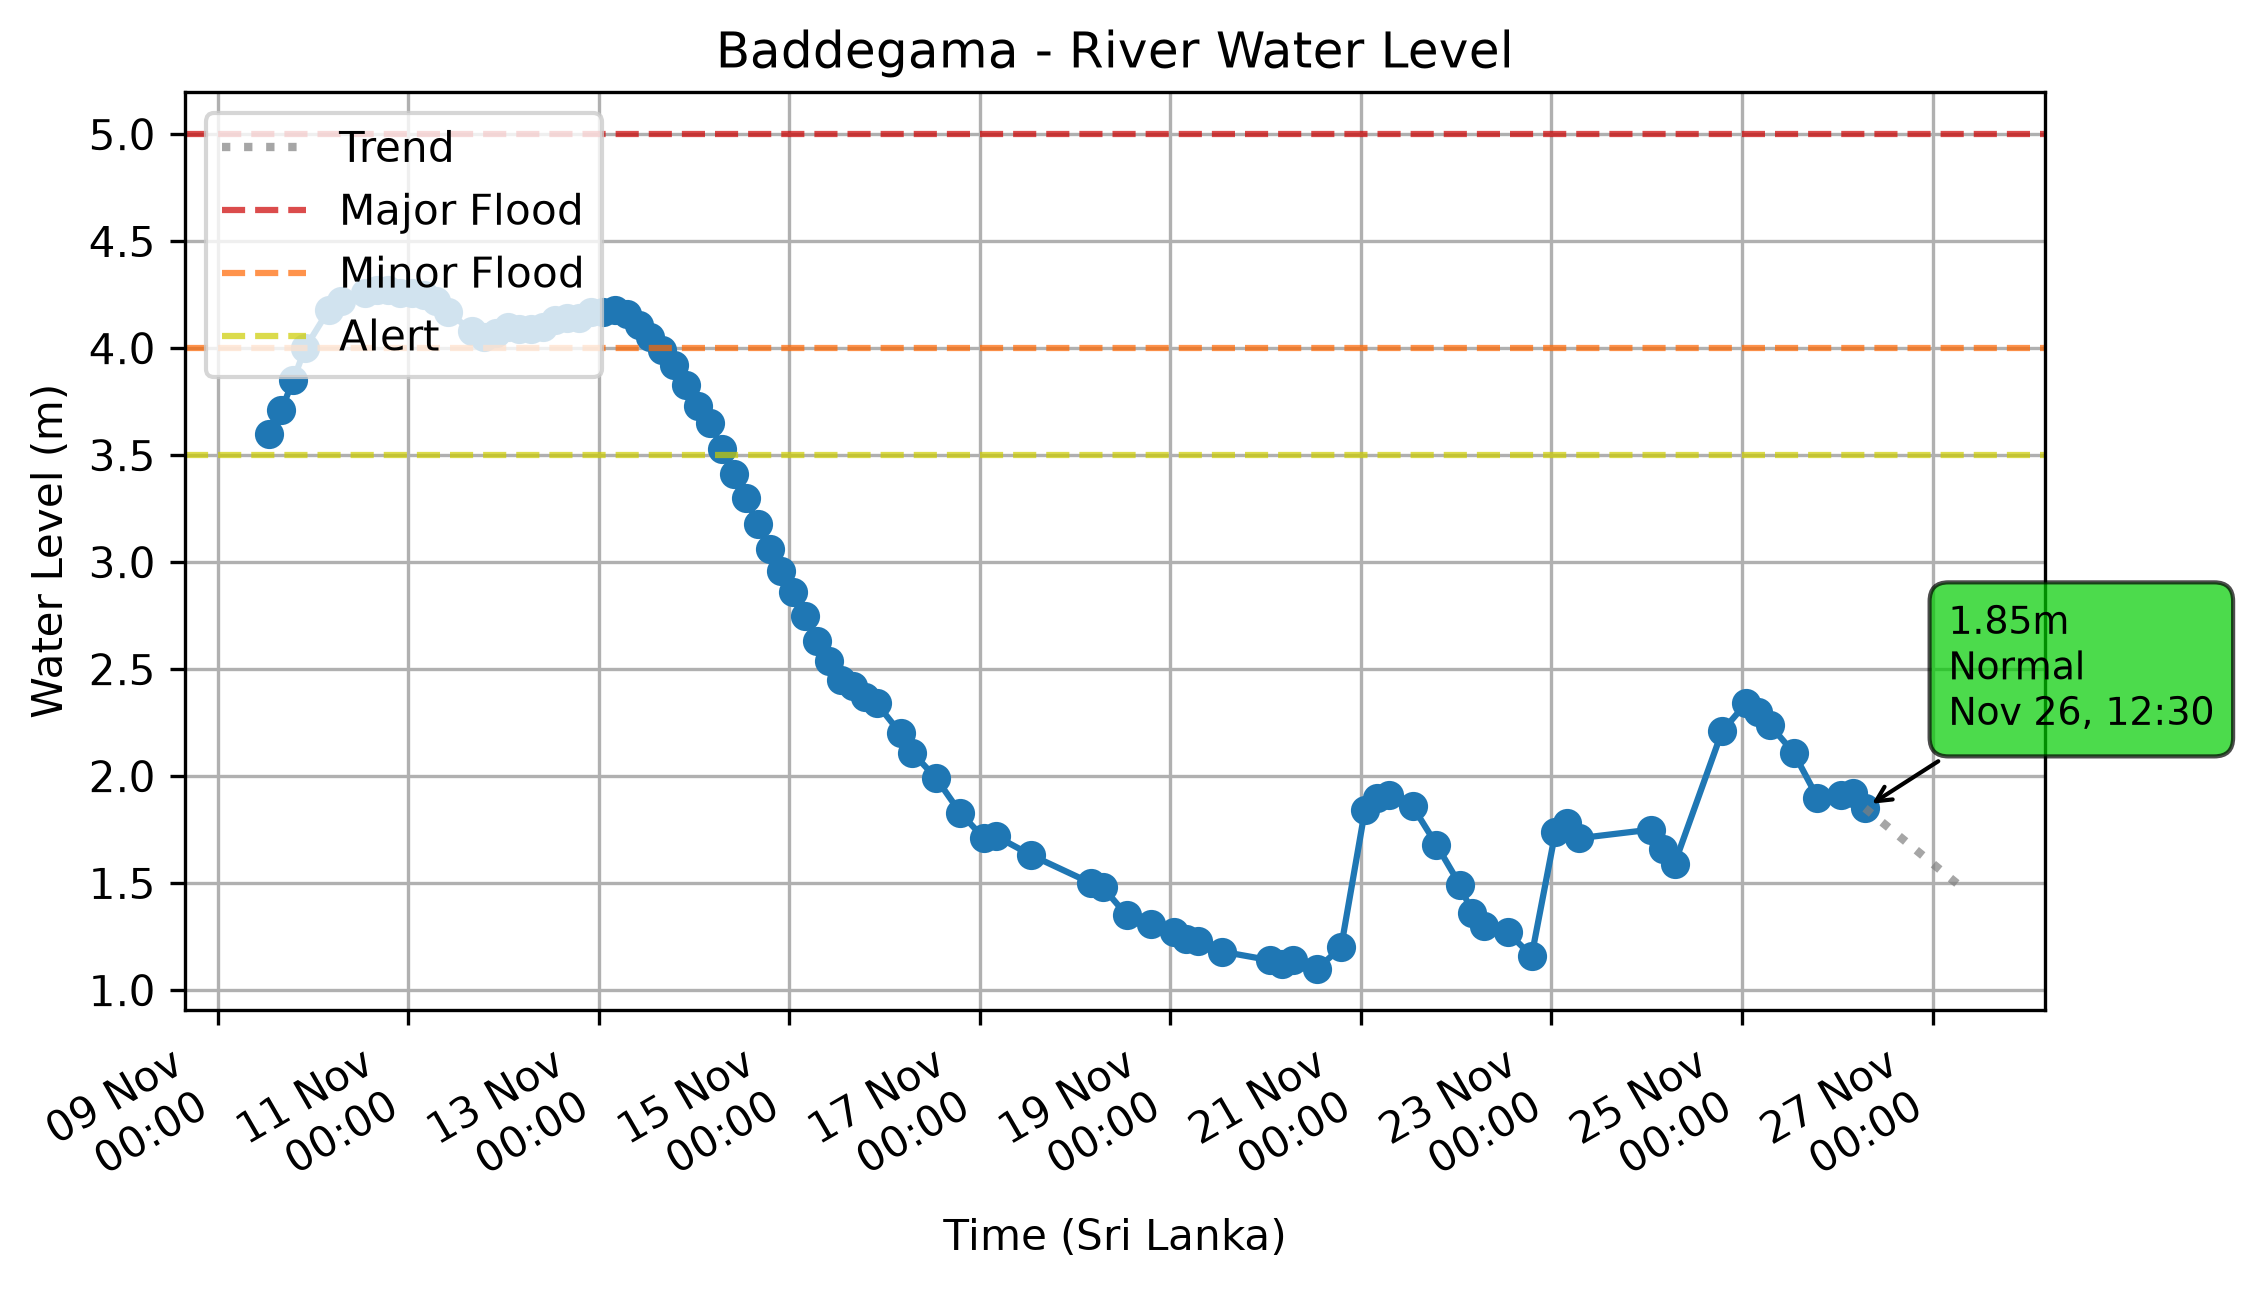 Baddegama - River Water Level
Trend
Major Flood
Minor Flood
Alert
5.0
4.5
4.0
3.5
3.0
2.5
2.0
1.5
1.0
Water Level (m)
1.85m
Normal
Nov 26, 12:30
09 Nov
00:00
11 Nov
00:00
13 Nov
00:00
15 Nov
00:00
17 Nov
00:00
19 Nov
00:00
21 Nov
00:00
23 Nov
00:00
25 Nov
00:00
27 Nov
00:00
Time (Sri Lanka)